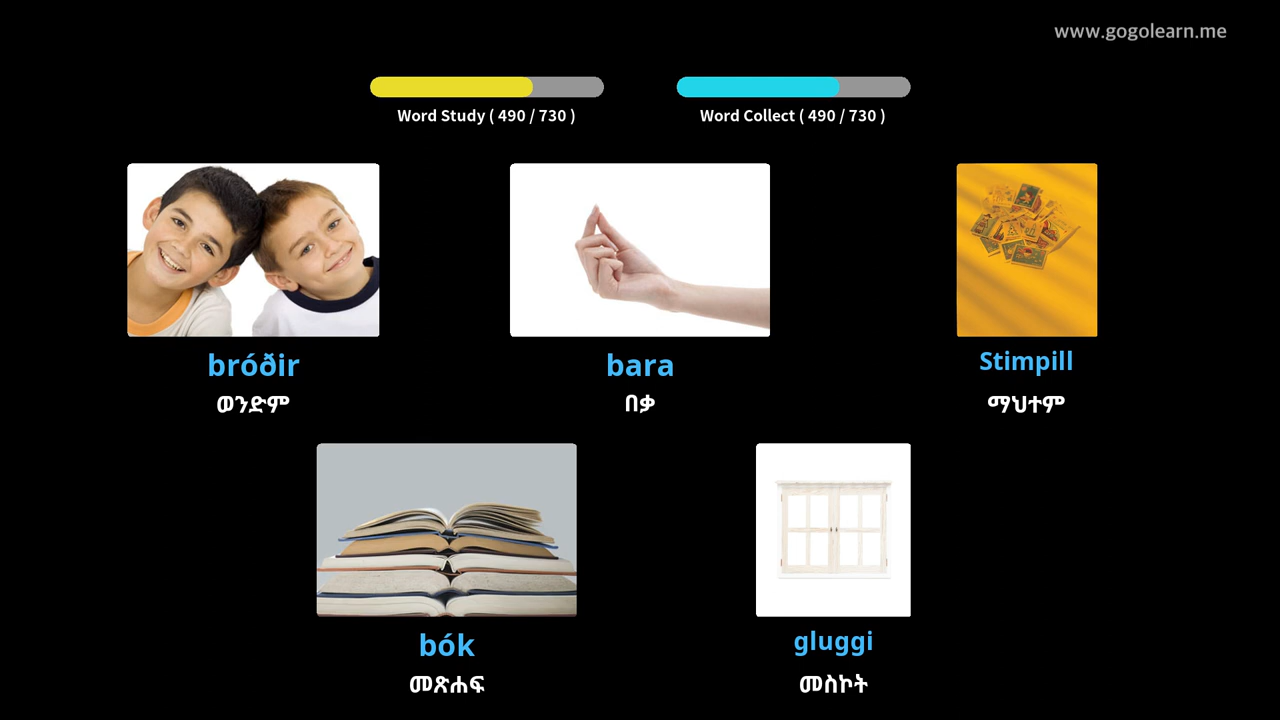 www.gogolearn.me
Word Study ( 490 / 730 )
Word Collect ( 490 / 730 )
bróðir
ወንድም
bara
በቃ
Stimpill
ማህተም
bók
መጽሐፍ
gluggi
መስኮት